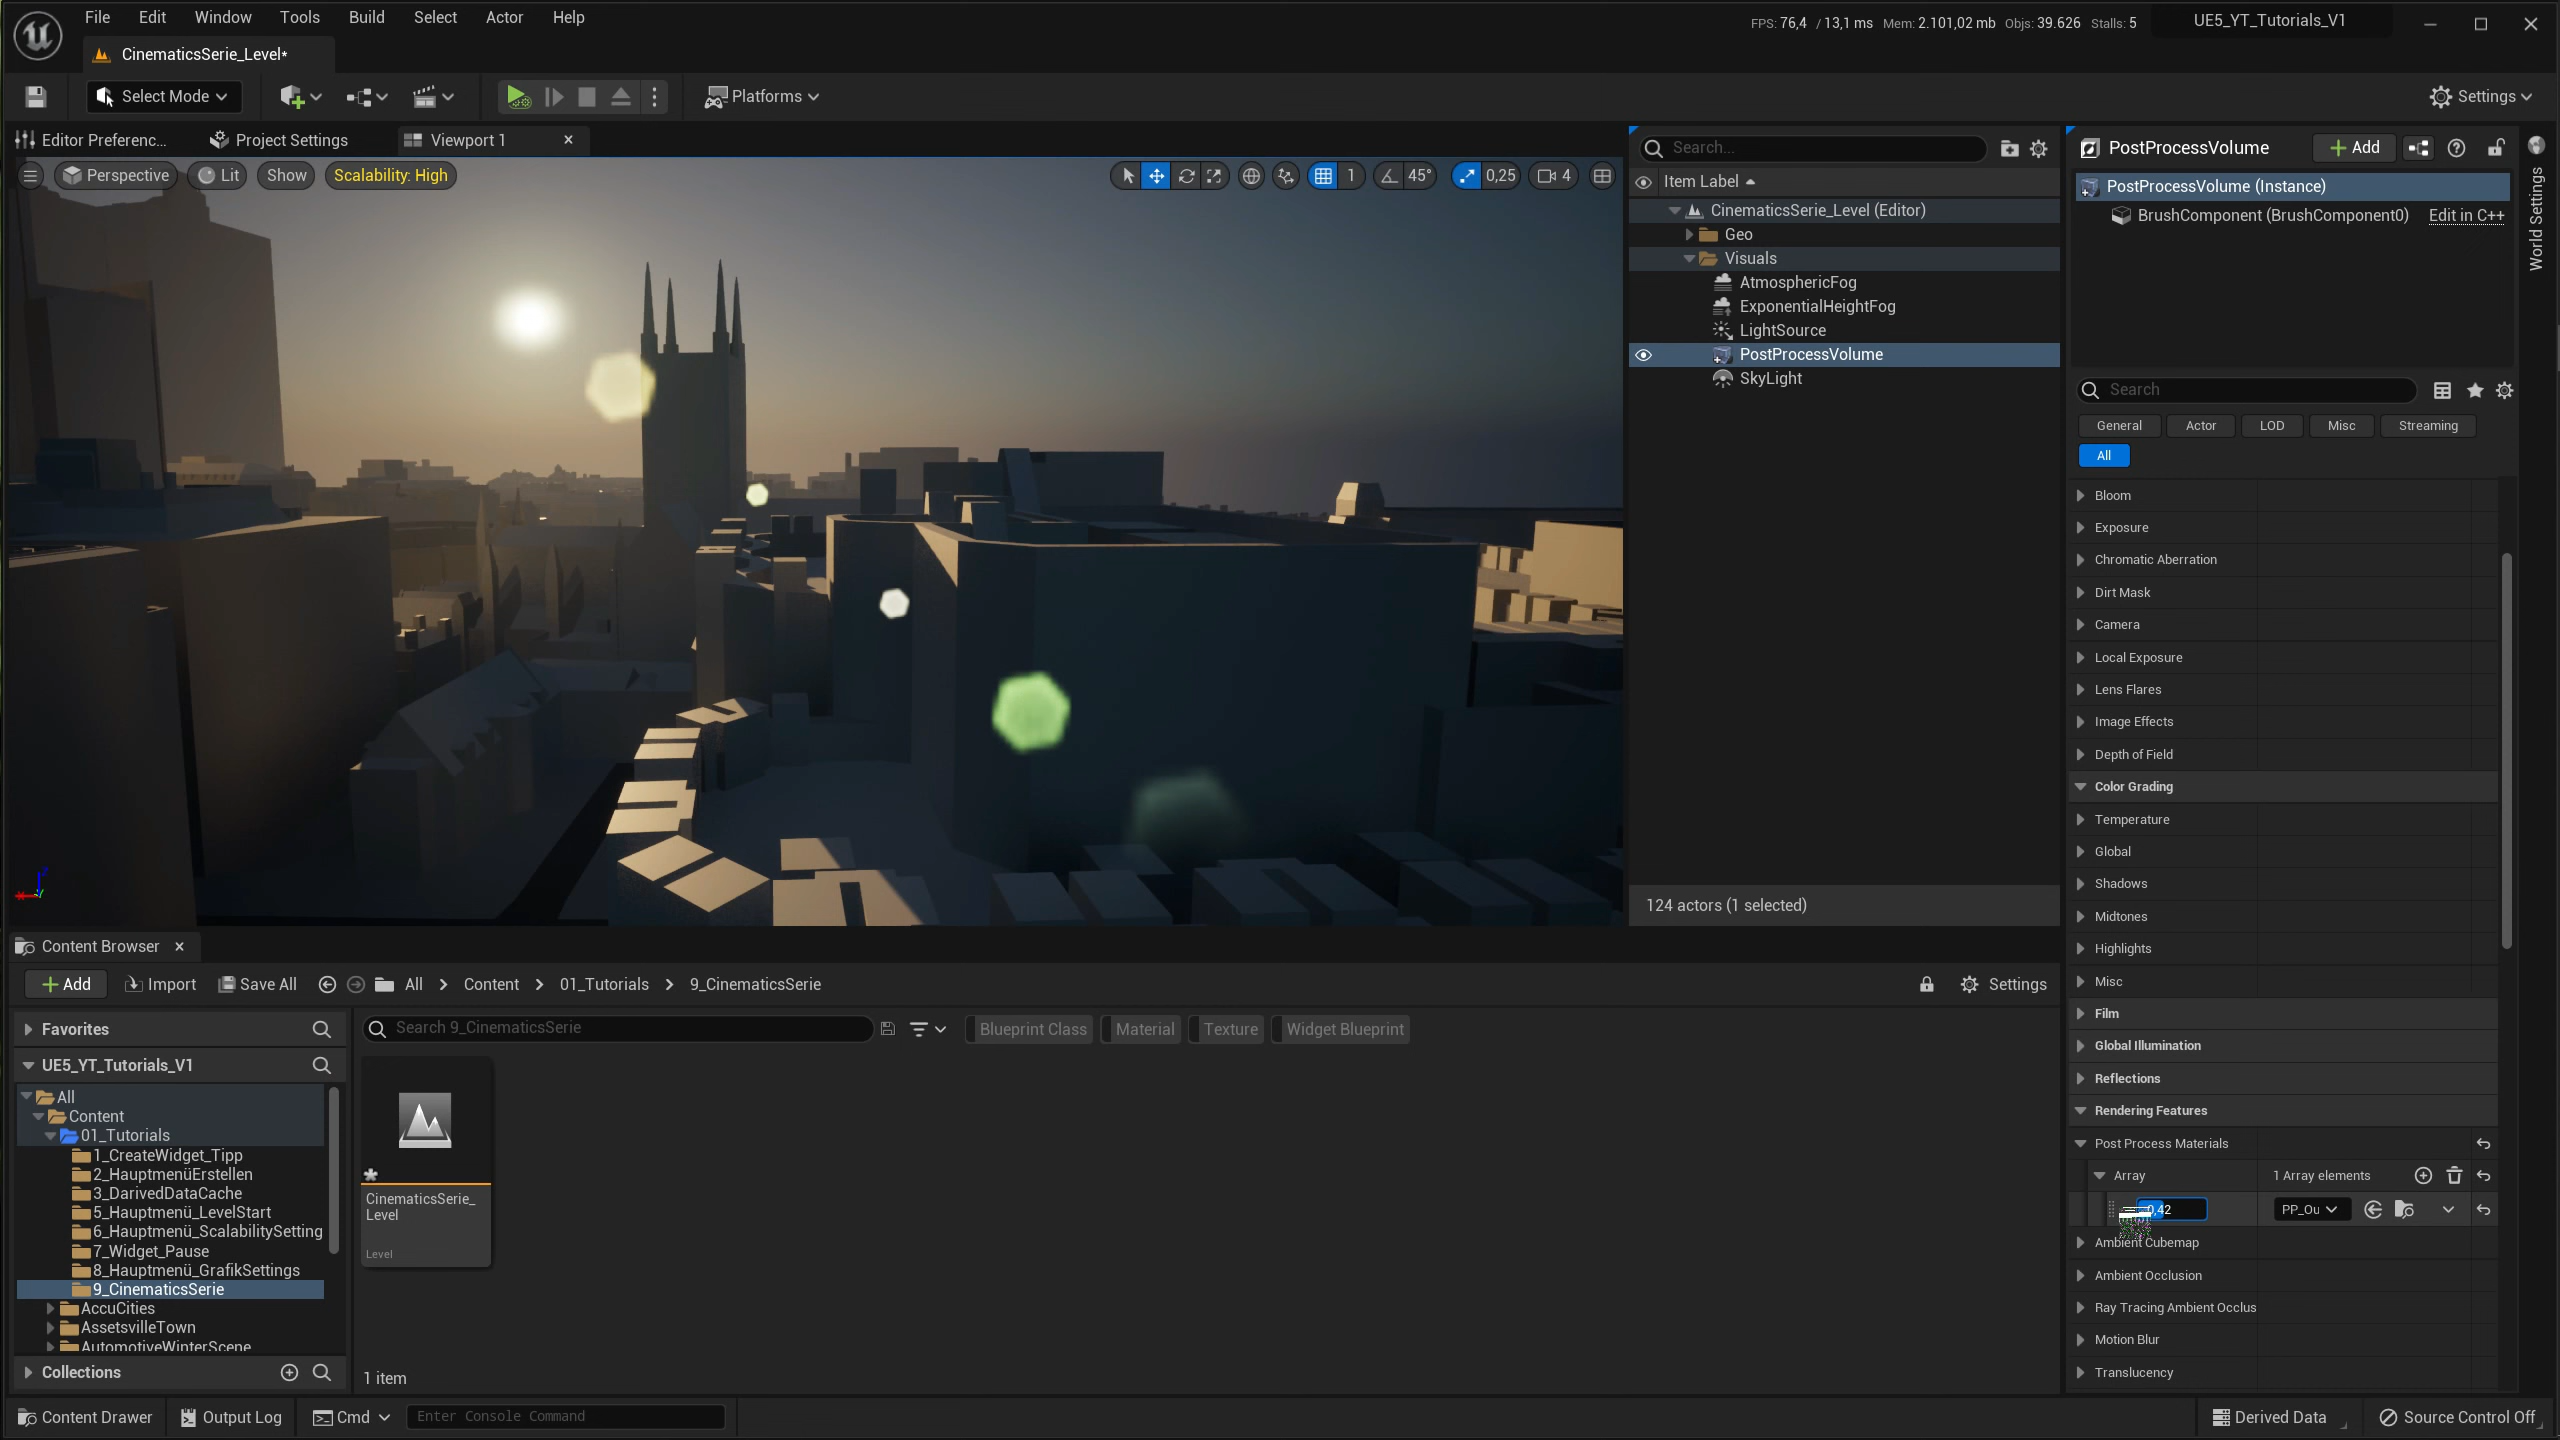 File Edit Window Tools Build Select Actor Help
FPS: 76,4 / 13,1 ms Mem: 2.101,02 mb Objs: 39.626 Stalls: 5 UE5_YT_Tutorials_V1
CinematicsSerie_Level*
Select Mode Platforms Settings
Editor Preferenc... Project Settings Viewport 1
Perspective Lit Show Scalability: High 1 45° 0,25 4
Search...
Item Label
CinematicsSerie_Level (Editor)
Geo
Visuals
AtmosphericFog
ExponentialHeightFog
LightSource
PostProcessVolume
SkyLight
124 actors (1 selected)
PostProcessVolume Add
PostProcessVolume (Instance)
BrushComponent (BrushComponent0) Edit in C++
World Settings
Search
General Actor LOD Misc Streaming
All
Bloom
Exposure
Chromatic Aberration
Dirt Mask
Camera
Local Exposure
Lens Flares
Image Effects
Depth of Field
Color Grading
Temperature
Global
Shadows
Midtones
Highlights
Misc
Film
Global Illumination
Reflections
Rendering Features
Post Process Materials
Array 1 Array elements
0,42 PP_Ou
Ambient Cubemap
Ambient Occlusion
Ray Tracing Ambient Occlus
Motion Blur
Translucency
Content Browser
Add Import Save All All Content 01_Tutorials 9_CinematicsSerie Settings
Favorites
UE5_YT_Tutorials_V1
All
Content
01_Tutorials
1_CreateWidget_Tipp
2_HauptmenüErstellen
3_DarivedDataCache
5_Hauptmenü_LevelStart
6_Hauptmenü_ScalabilitySetting
7_Widget_Pause
8_Hauptmenü_GrafikSettings
9_CinematicsSerie
AccuCities
AssetsvilleTown
AutomotiveWinterScene
Collections
Search 9_CinematicsSerie Blueprint Class Material Texture Widget Blueprint
CinematicsSerie_
Level
Level
1 item
Content Drawer Output Log Cmd Enter Console Command Derived Data Source Control Off